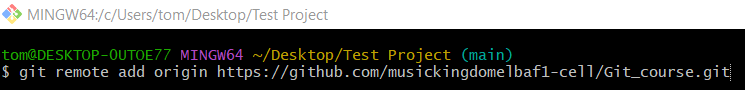 MINGW64:/c/Users/tom/Desktop/Test Project
tom@DESKTOP-OUTOE77 MINGW64 ~/Desktop/Test Project (main)
$ git remote add origin https://github.com/musickingdomelbaf1-cell/Git_course.git